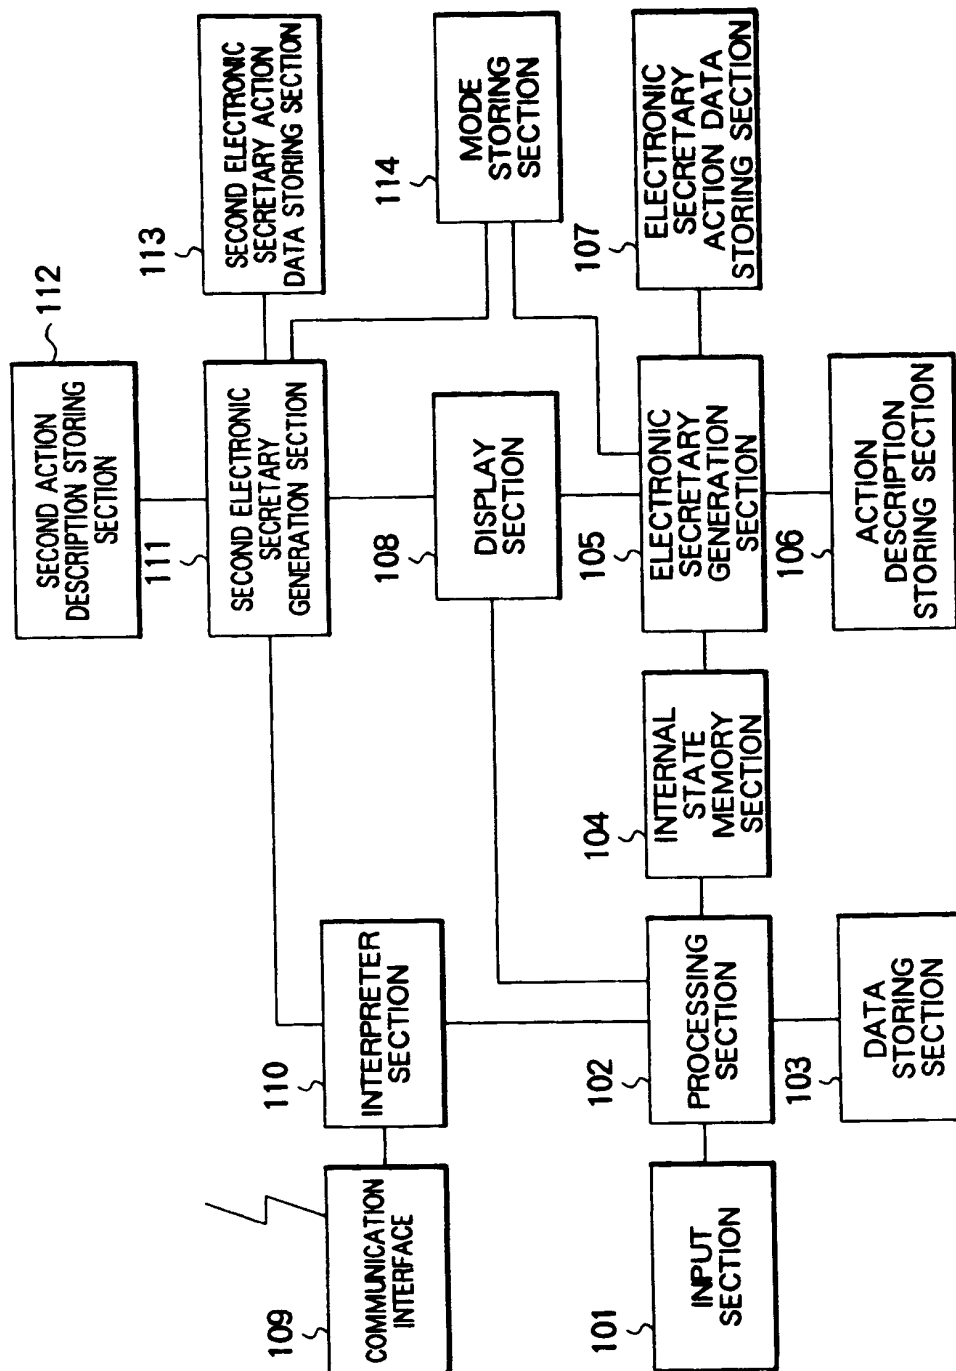 SECOND ACTION
DESCRIPTION STORING
SECTION
112
SECOND ELECTRONIC
SECRETARY
GENERATION SECTION
111
SECOND ELECTRONIC
SECRETARY ACTION
DATA STORING SECTION
113
COMMUNICATION
INTERFACE
109
INTERPRETER
SECTION
110
DISPLAY
SECTION
108
MODE
STORING
SECTION
114
INPUT
SECTION
101
PROCESSING
SECTION
102
INTERNAL
STATE
MEMORY
SECTION
104
ELECTRONIC
SECRETARY
GENERATION
SECTION
105
ELECTRONIC
SECRETARY
ACTION DATA
STORING SECTION
107
DATA
STORING
SECTION
103
ACTION
DESCRIPTION
STORING SECTION
106